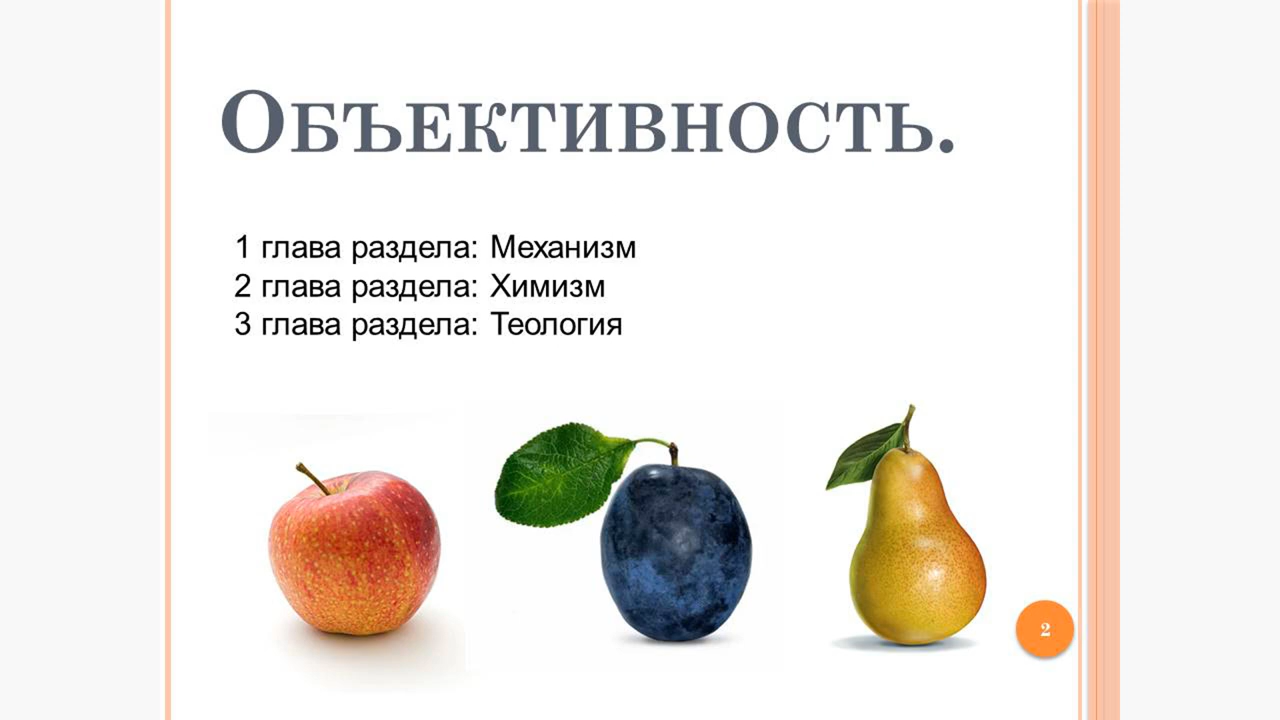 Объективность.
1 глава раздела: Механизм
2 глава раздела: Химизм
3 глава раздела: Теология
2